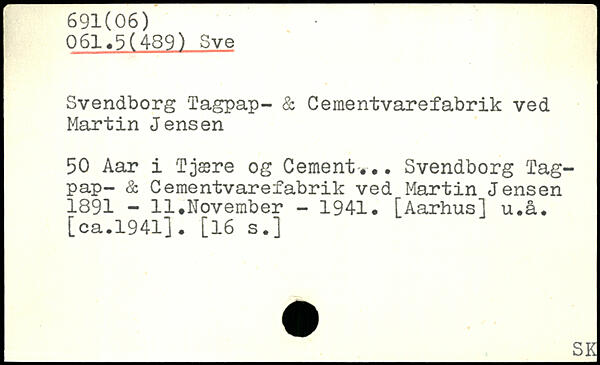 691(06)
061.5(489) Sve
Svendborg Tagpap- & Cementvarefabrik ved
Martin Jensen
50 Aar i Tjære og Cement... Svendborg Tag-
pap- & Cementvarefabrik ved Martin Jensen
1891 - 11.November - 1941. [Aarhus] u.å.
[ca.1941]. [16 s.]
SK